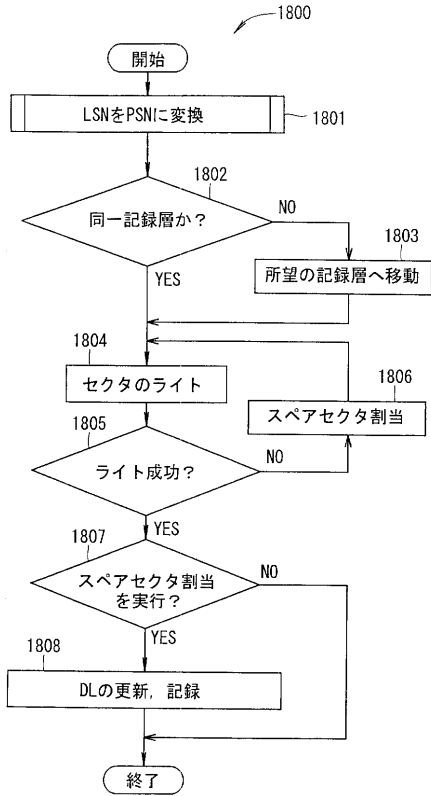 1800
開始
LSNをPSNに変換
1801
1802
同一記録層か？
NO
YES
1803
所望の記録層へ移動
1804
セクタのライト
1806
スペアセクタ割当
1805
ライト成功？
NO
YES
1807
スペアセクタ割当
を実行？
NO
YES
1808
DLの更新，記録
終了